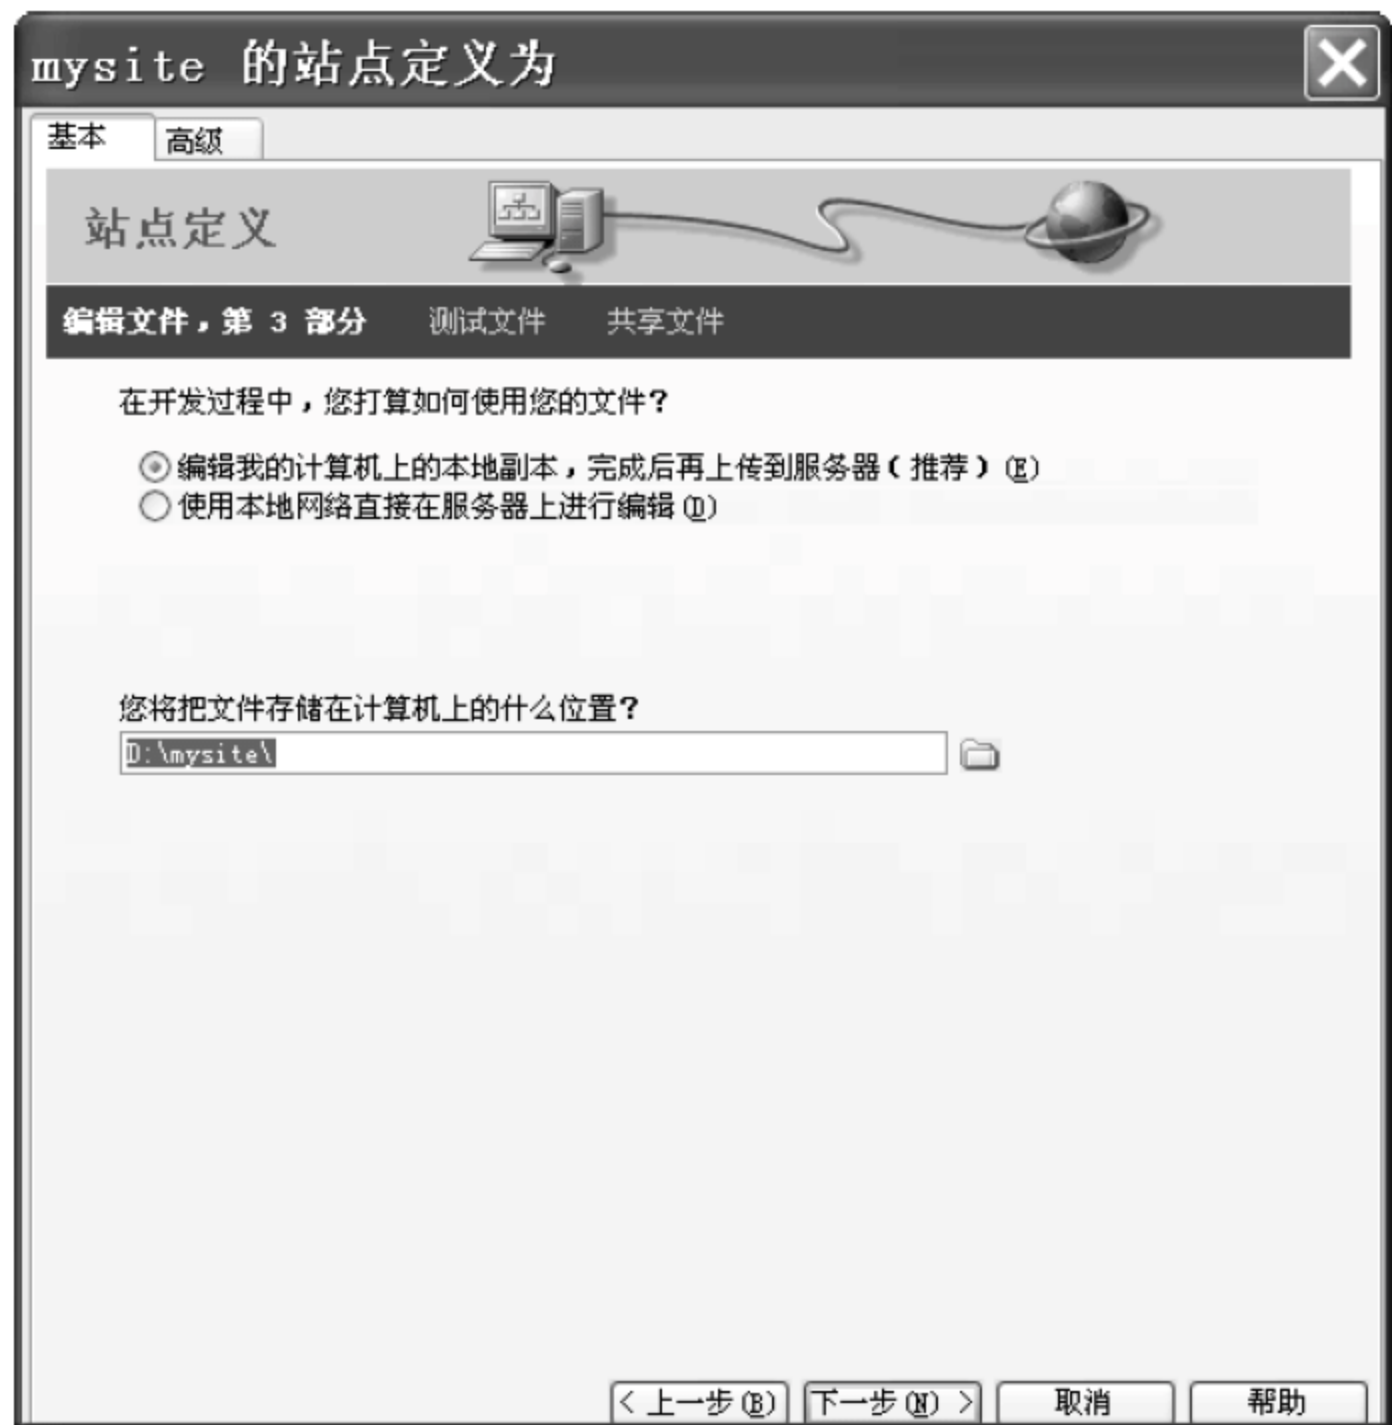 mysite 的站点定义为
基本 高级
站点定义
编辑文件，第 3 部分 测试文件 共享文件
在开发过程中，您打算如何使用您的文件？
编辑我的计算机上的本地副本，完成后再上传到服务器（推荐）(E)
使用本地网络直接在服务器上进行编辑(D)
您将把文件存储在计算机上的什么位置？
D:\mysite\
< 上一步(B) 下一步(N) > 取消 帮助